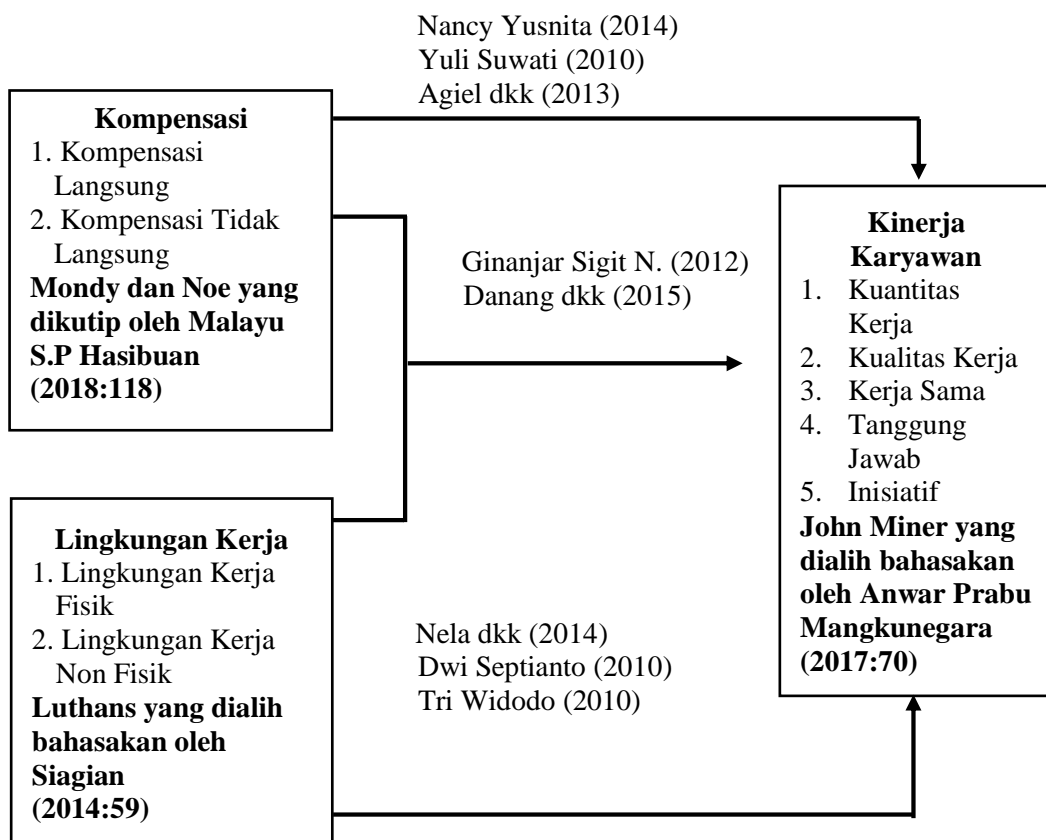 Nancy Yusnita (2014)
Yuli Suwati (2010)
Agiel dkk (2013)
Kompensasi
1. Kompensasi
Langsung
2. Kompensasi Tidak
Langsung
Mondy dan Noe yang
dikutip oleh Malayu
S.P Hasibuan
(2018:118)
Ginanjar Sigit N. (2012)
Danang dkk (2015)
Kinerja
Karyawan
1. Kuantitas
Kerja
2. Kualitas Kerja
3. Kerja Sama
4. Tanggung
Jawab
5. Inisiatif
John Miner yang
dialih bahasakan
oleh Anwar Prabu
Mangkunegara
(2017:70)
Lingkungan Kerja
1. Lingkungan Kerja
Fisik
2. Lingkungan Kerja
Non Fisik
Luthans yang dialih
bahasakan oleh
Siagian
(2014:59)
Nela dkk (2014)
Dwi Septianto (2010)
Tri Widodo (2010)